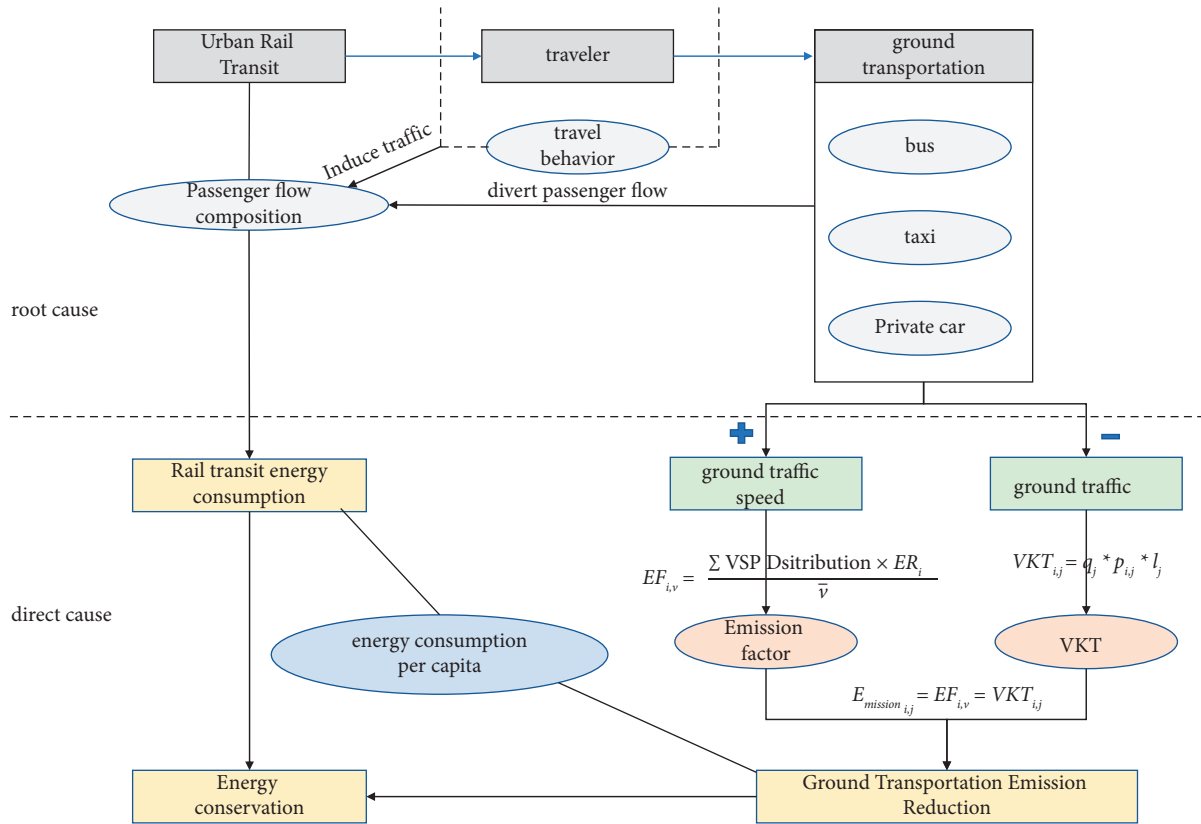 Urban Rail
Transit
traveler
ground
transportation
travel
behavior
bus
Induce traffic
Passenger flow
composition
divert passenger flow
taxi
root cause
Private car
+
−
Rail transit energy
consumption
ground traffic
speed
ground traffic
EF_{i,v} = ∑ VSP Dsitribution × ER_i / v̄
VKT_{i,j} = q_j * p_{i,j} * l_j
direct cause
energy consumption
per capita
Emission
factor
VKT
E_{mission i,j} = EF_{i,v} = VKT_{i,j}
Energy
conservation
Ground Transportation Emission
Reduction